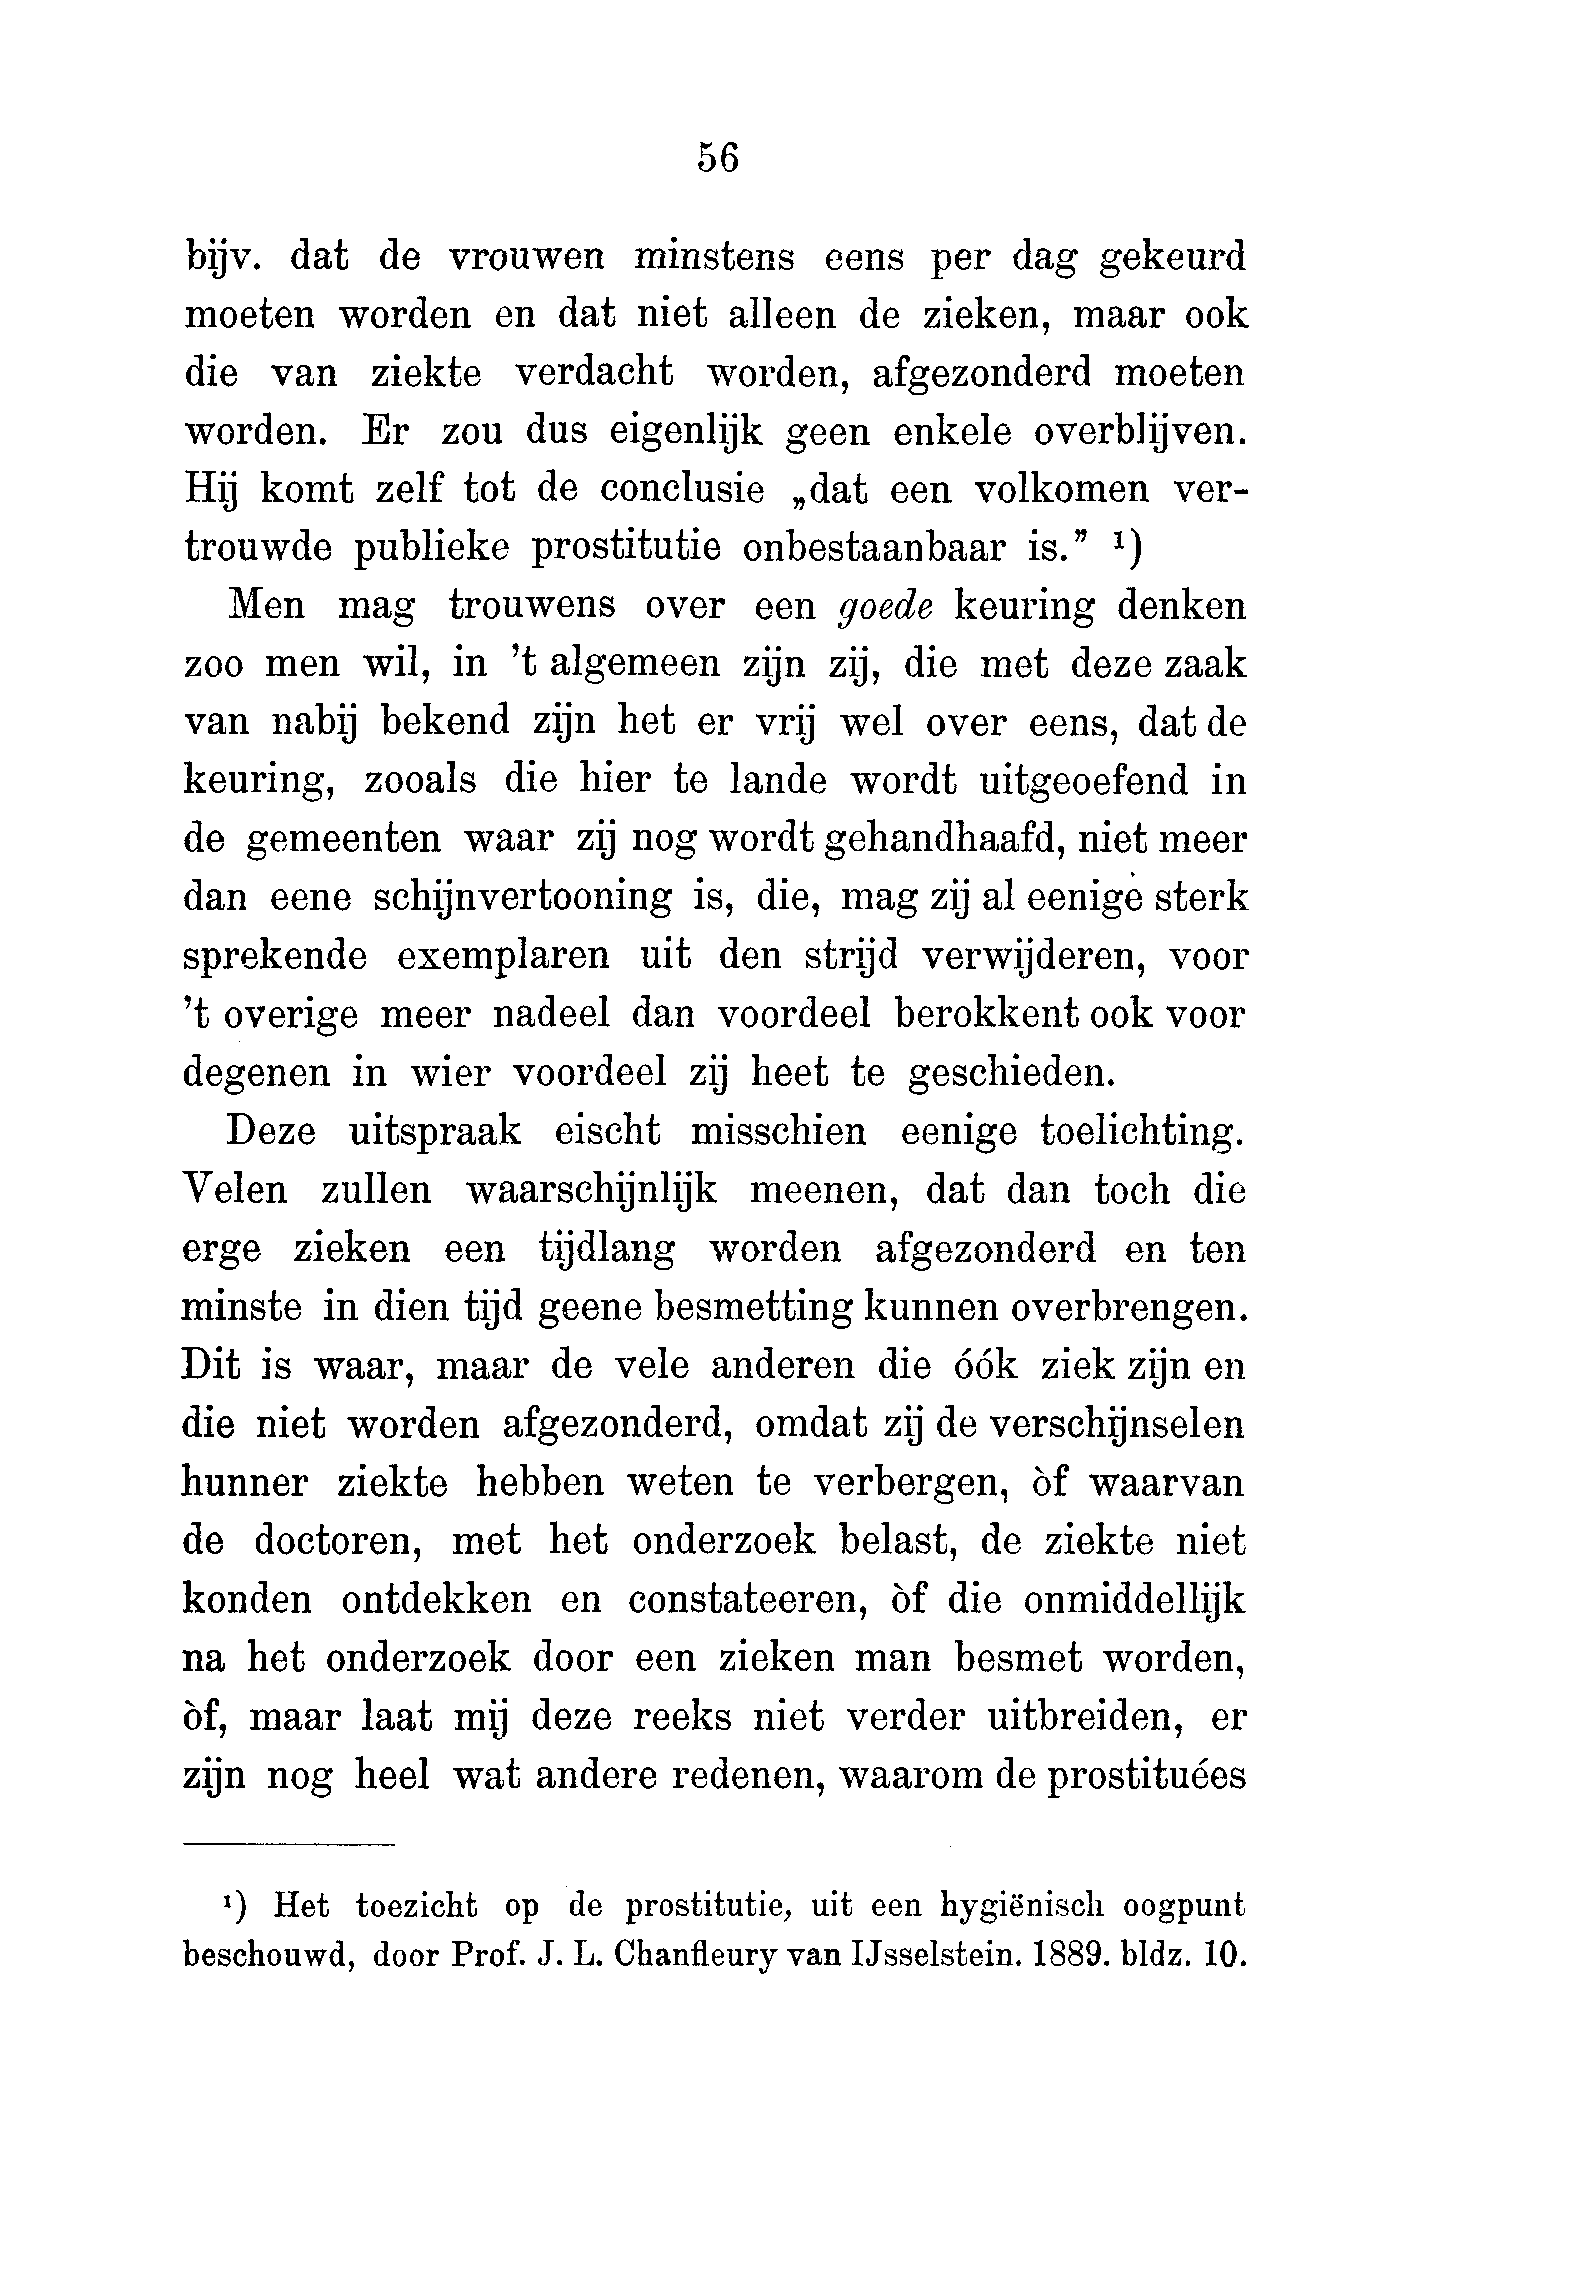 56
bijv. dat de vrouwen minstens eens per dag gekeurd
moeten worden en dat niet alleen de zieken, maar ook
die van ziekte verdacht worden, afgezonderd moeten
worden. Er zou dus eigenlijk geen enkele overblijven.
Hij komt zelf tot de conclusie „dat een volkomen ver-
trouwde publieke prostitutie onbestaanbaar is.” ¹)
Men mag trouwens over een goede keuring denken
zoo men wil, in ’t algemeen zijn zij, die met deze zaak
van nabij bekend zijn het er vrij wel over eens, dat de
keuring, zooals die hier te lande wordt uitgeoefend in
de gemeenten waar zij nog wordt gehandhaafd, niet meer
dan eene schijnvertooning is, die, mag zij al eenige sterk
sprekende exemplaren uit den strijd verwijderen, voor
’t overige meer nadeel dan voordeel berokkent ook voor
degenen in wier voordeel zij heet te geschieden.
Deze uitspraak eischt misschien eenige toelichting.
Velen zullen waarschijnlijk meenen, dat dan toch die
erge zieken een tijdlang worden afgezonderd en ten
minste in dien tijd geene besmetting kunnen overbrengen.
Dit is waar, maar de vele anderen die óók ziek zijn en
die niet worden afgezonderd, omdat zij de verschijnselen
hunner ziekte hebben weten te verbergen, òf waarvan
de doctoren, met het onderzoek belast, de ziekte niet
konden ontdekken en constateeren, òf die onmiddellijk
na het onderzoek door een zieken man besmet worden,
òf, maar laat mij deze reeks niet verder uitbreiden, er
zijn nog heel wat andere redenen, waarom de prostituées
¹) Het toezicht op de prostitutie, uit een hygiënisch oogpunt
beschouwd, door Prof. J. L. Chanfleury van IJsselstein. 1889. bldz. 10.